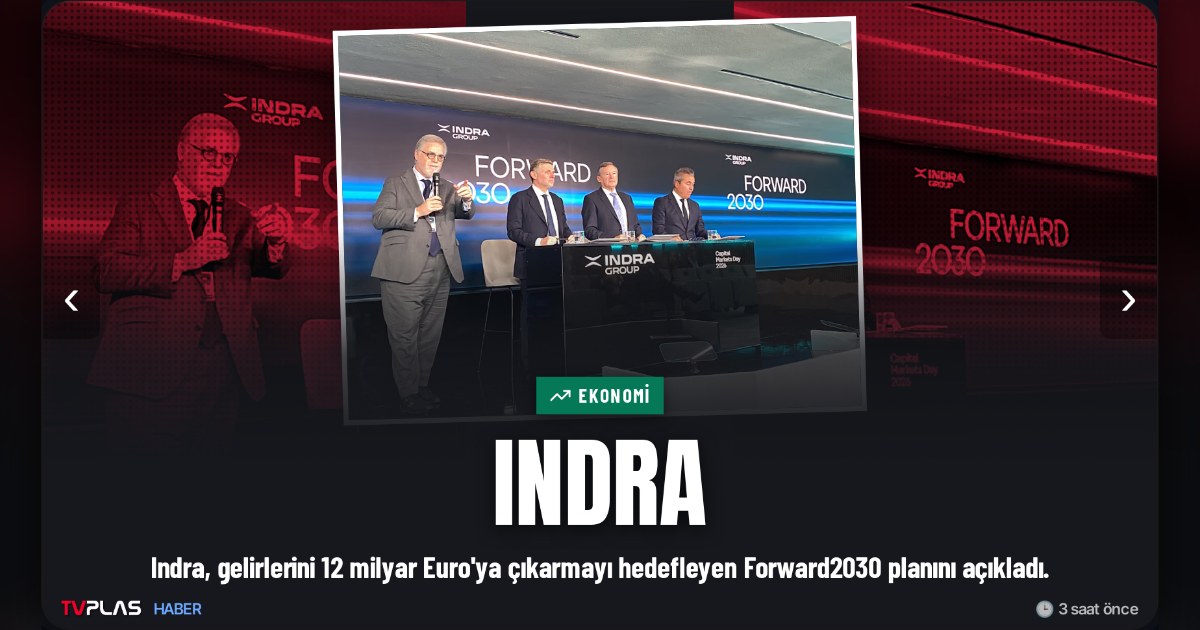 INDRA
GROUP
FO
030
INDRA
GROUP
FORWARD
2030
INDRA
GROUP
FORWARD
2030
INDRA
GROUP
Capital
Markets Day
2026
INDRA
GROUP
FORWARD
2030
Capital
Markets Day
2026
EKONOMİ
INDRA
Indra, gelirlerini 12 milyar Euro'ya çıkarmayı hedefleyen Forward2030 planını açıkladı.
TVPLAS HABER
3 saat önce